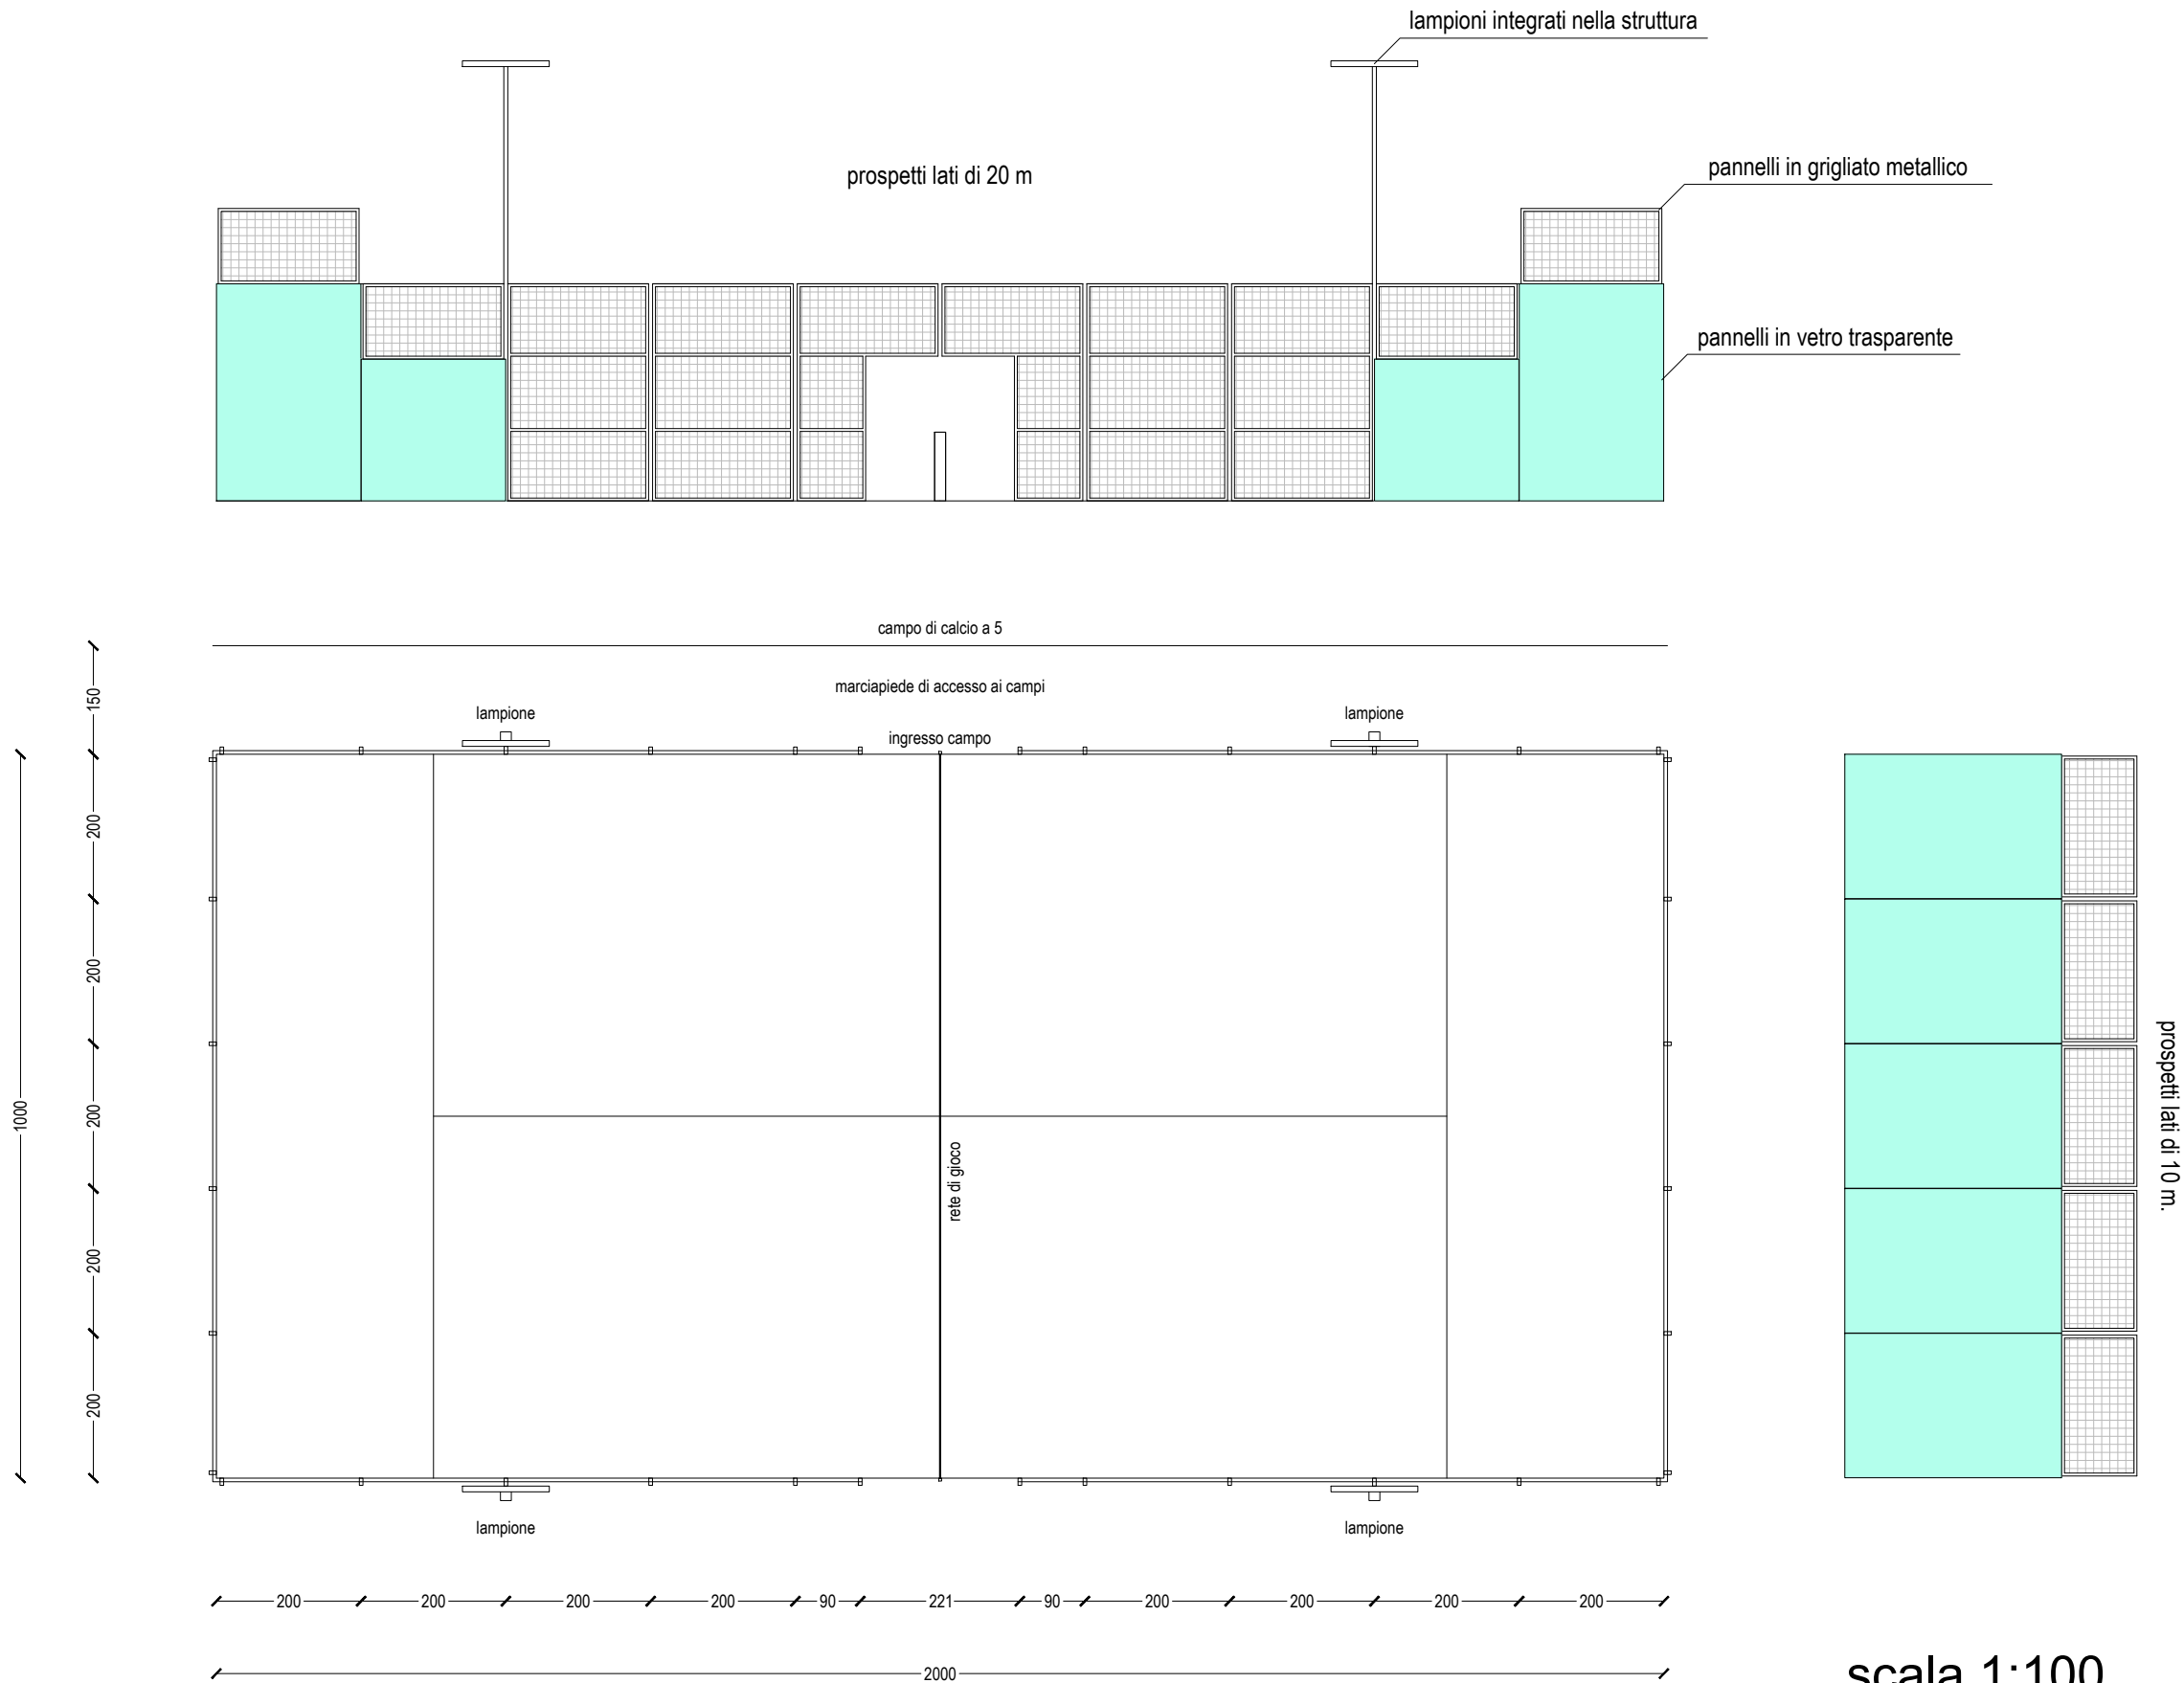 lampioni integrati nella struttura
prospetti lati di 20 m
pannelli in grigliato metallico
pannelli in vetro trasparente
campo di calcio a 5
150
marciapiede di accesso ai campi
lampione
lampione
ingresso campo
200
200
200
200
200
1000
rete di gioco
prospetti lati di 10 m.
lampione
lampione
200
200
200
200
90
221
90
200
200
200
200
2000
scala 1:100